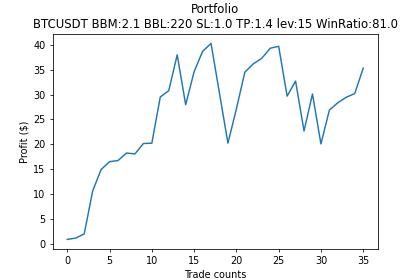 Portfolio
BTCUSDT BBM:2.1 BBL:220 SL:1.0 TP:1.4 lev:15 WinRatio:81.0
40
35
30
25
20
15
10
5
0
Profit ($)
0 5 10 15 20 25 30 35
Trade counts